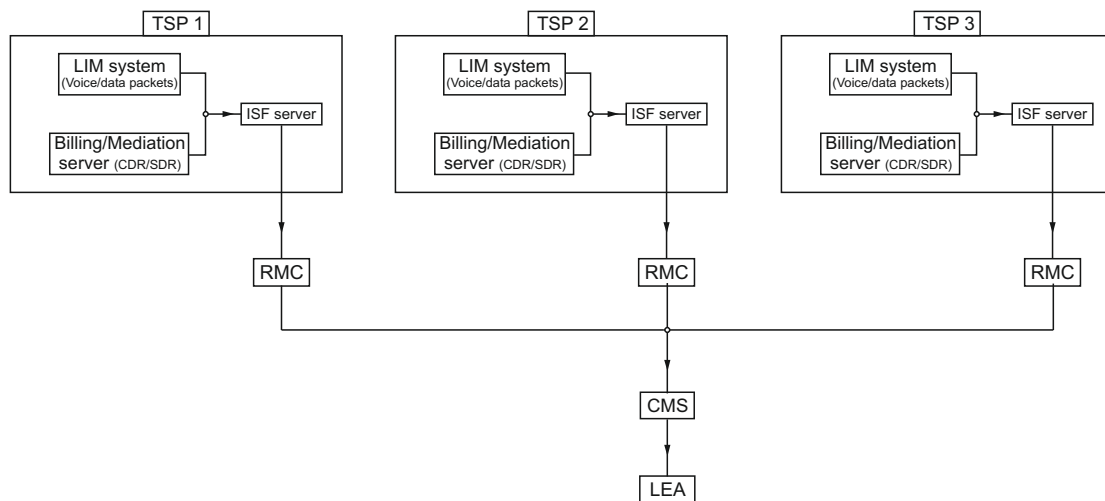 TSP 1
TSP 2
TSP 3
LIM system
(Voice/data packets)
ISF server
Billing/Mediation
server (CDR/SDR)
LIM system
(Voice/data packets)
ISF server
Billing/Mediation
server (CDR/SDR)
LIM system
(Voice/data packets)
ISF server
Billing/Mediation
server (CDR/SDR)
RMC
RMC
RMC
CMS
LEA